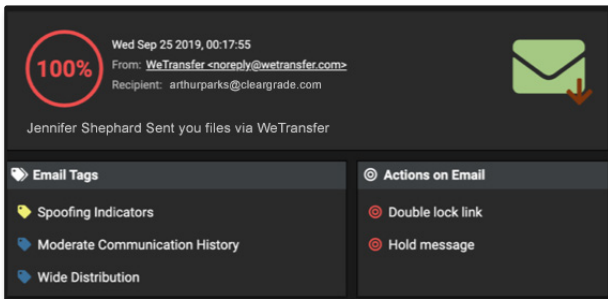 Wed Sep 25 2019, 00:17:55
100%
From: WeTransfer <noreply@wetransfer.com>
Recipient: arthurparks@cleargrade.com
Jennifer Shephard Sent you files via WeTransfer
Email Tags
Spoofing Indicators
Moderate Communication History
Wide Distribution
Actions on Email
Double lock link
Hold message